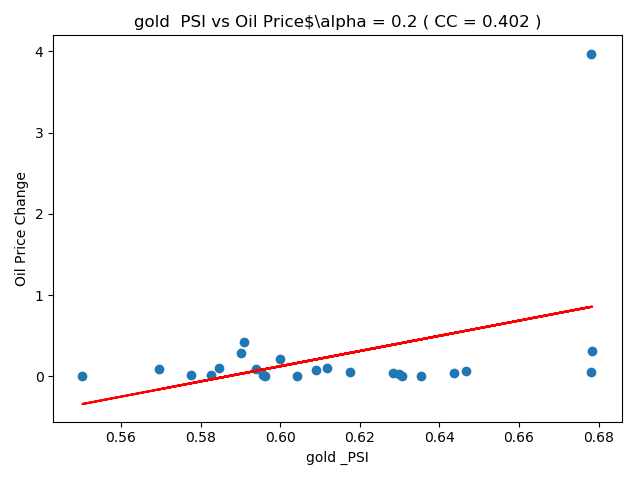 gold  PSI vs Oil Price$\alpha = 0.2 ( CC = 0.402 )
4
3
2
1
0
Oil Price Change
0.56 0.58 0.60 0.62 0.64 0.66 0.68
gold _PSI